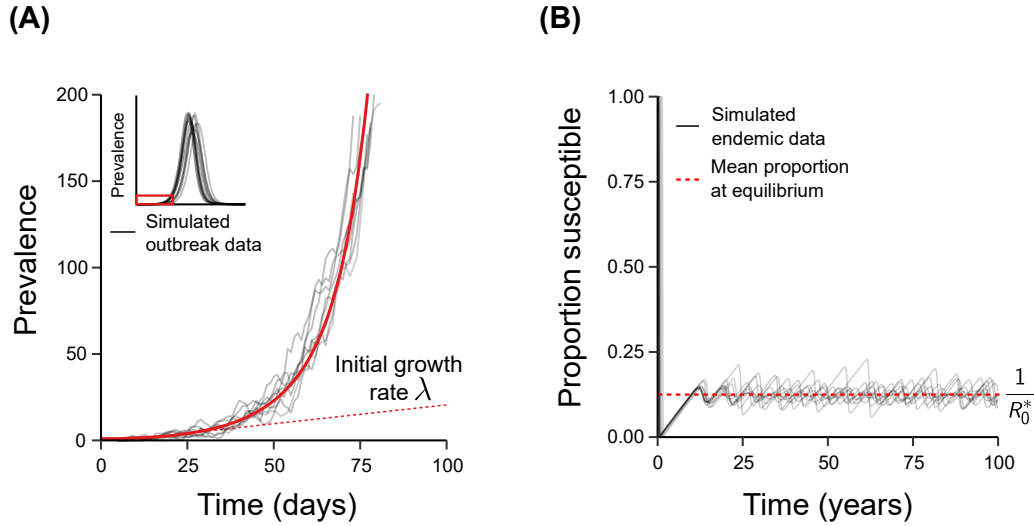 (A)
200
150
100
50
0
Prevalence
Prevalence
Simulated
outbreak data
Initial growth
rate λ
0
25
50
75
100
Time (days)
(B)
1.00
0.75
0.50
0.25
0.00
Proportion susceptible
Simulated
endemic data
Mean proportion
at equilibrium
1
R₀*
0
25
50
75
100
Time (years)